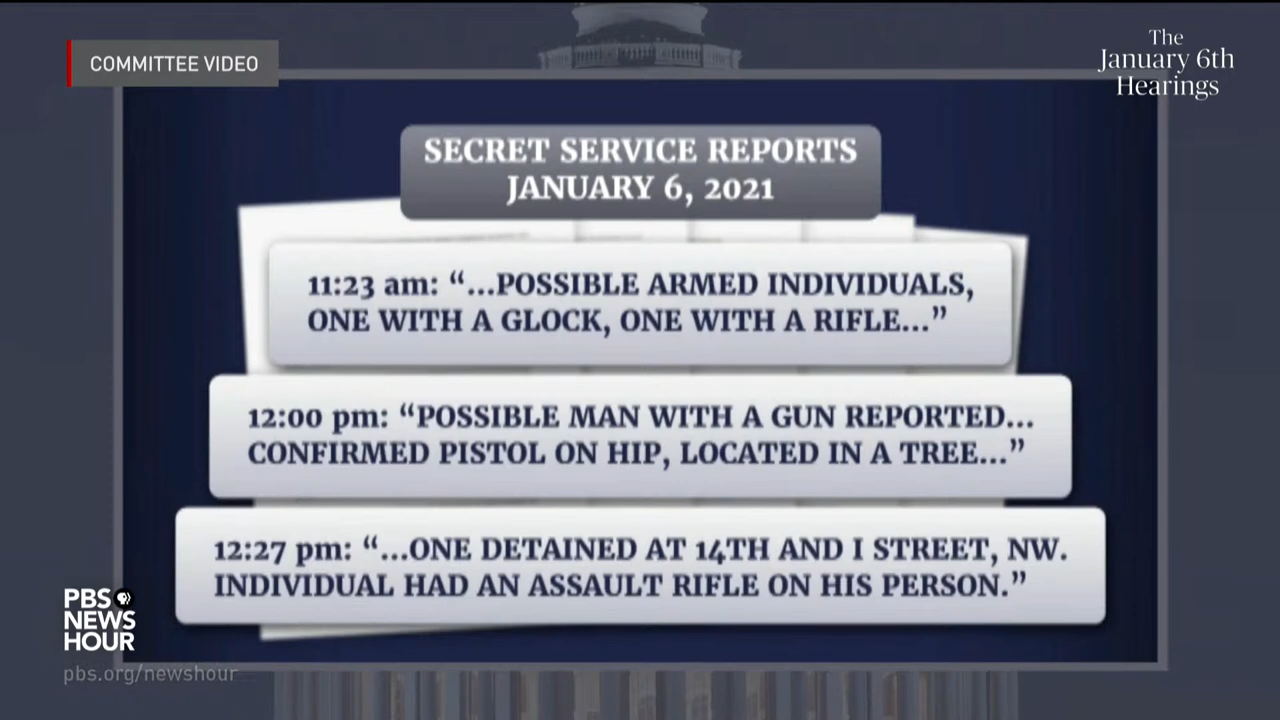 COMMITTEE VIDEO
The
January 6th
Hearings
SECRET SERVICE REPORTS
JANUARY 6, 2021
11:23 am: “...POSSIBLE ARMED INDIVIDUALS,
ONE WITH A GLOCK, ONE WITH A RIFLE...”
12:00 pm: “POSSIBLE MAN WITH A GUN REPORTED...
CONFIRMED PISTOL ON HIP, LOCATED IN A TREE...”
12:27 pm: “...ONE DETAINED AT 14TH AND I STREET, NW.
INDIVIDUAL HAD AN ASSAULT RIFLE ON HIS PERSON.”
PBS
NEWS
HOUR
pbs.org/newshour